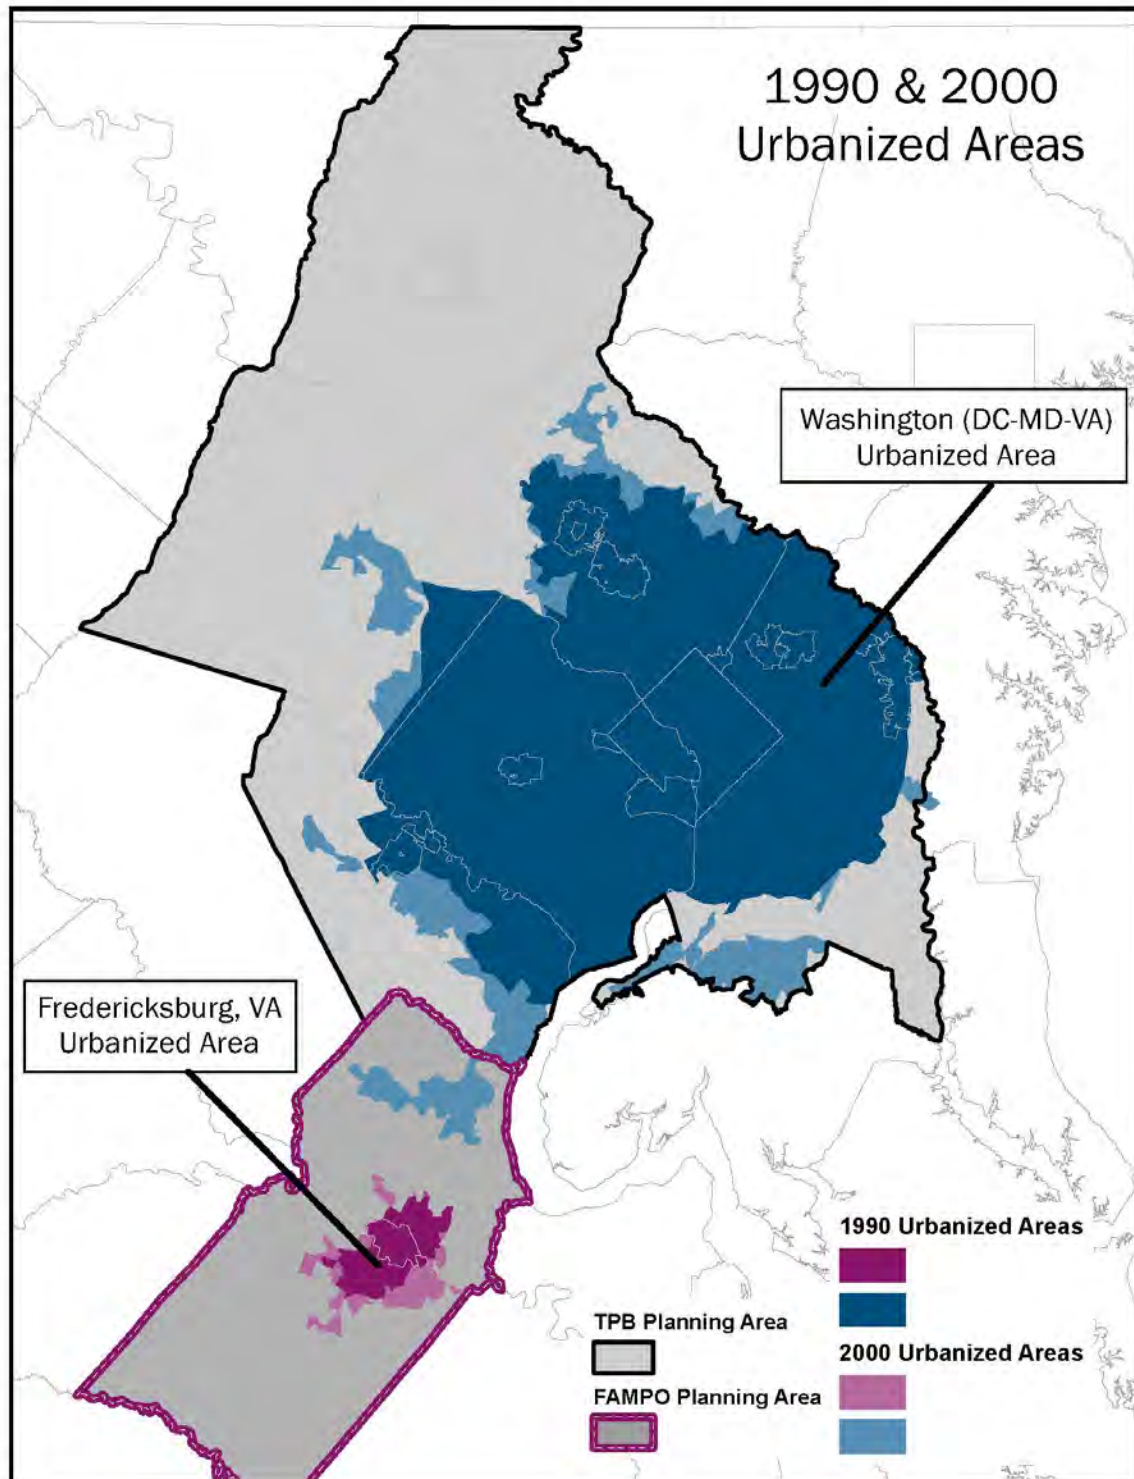 1990 & 2000
Urbanized Areas
Washington (DC-MD-VA)
Urbanized Area
Fredericksburg, VA
Urbanized Area
1990 Urbanized Areas
TPB Planning Area
2000 Urbanized Areas
FAMPO Planning Area